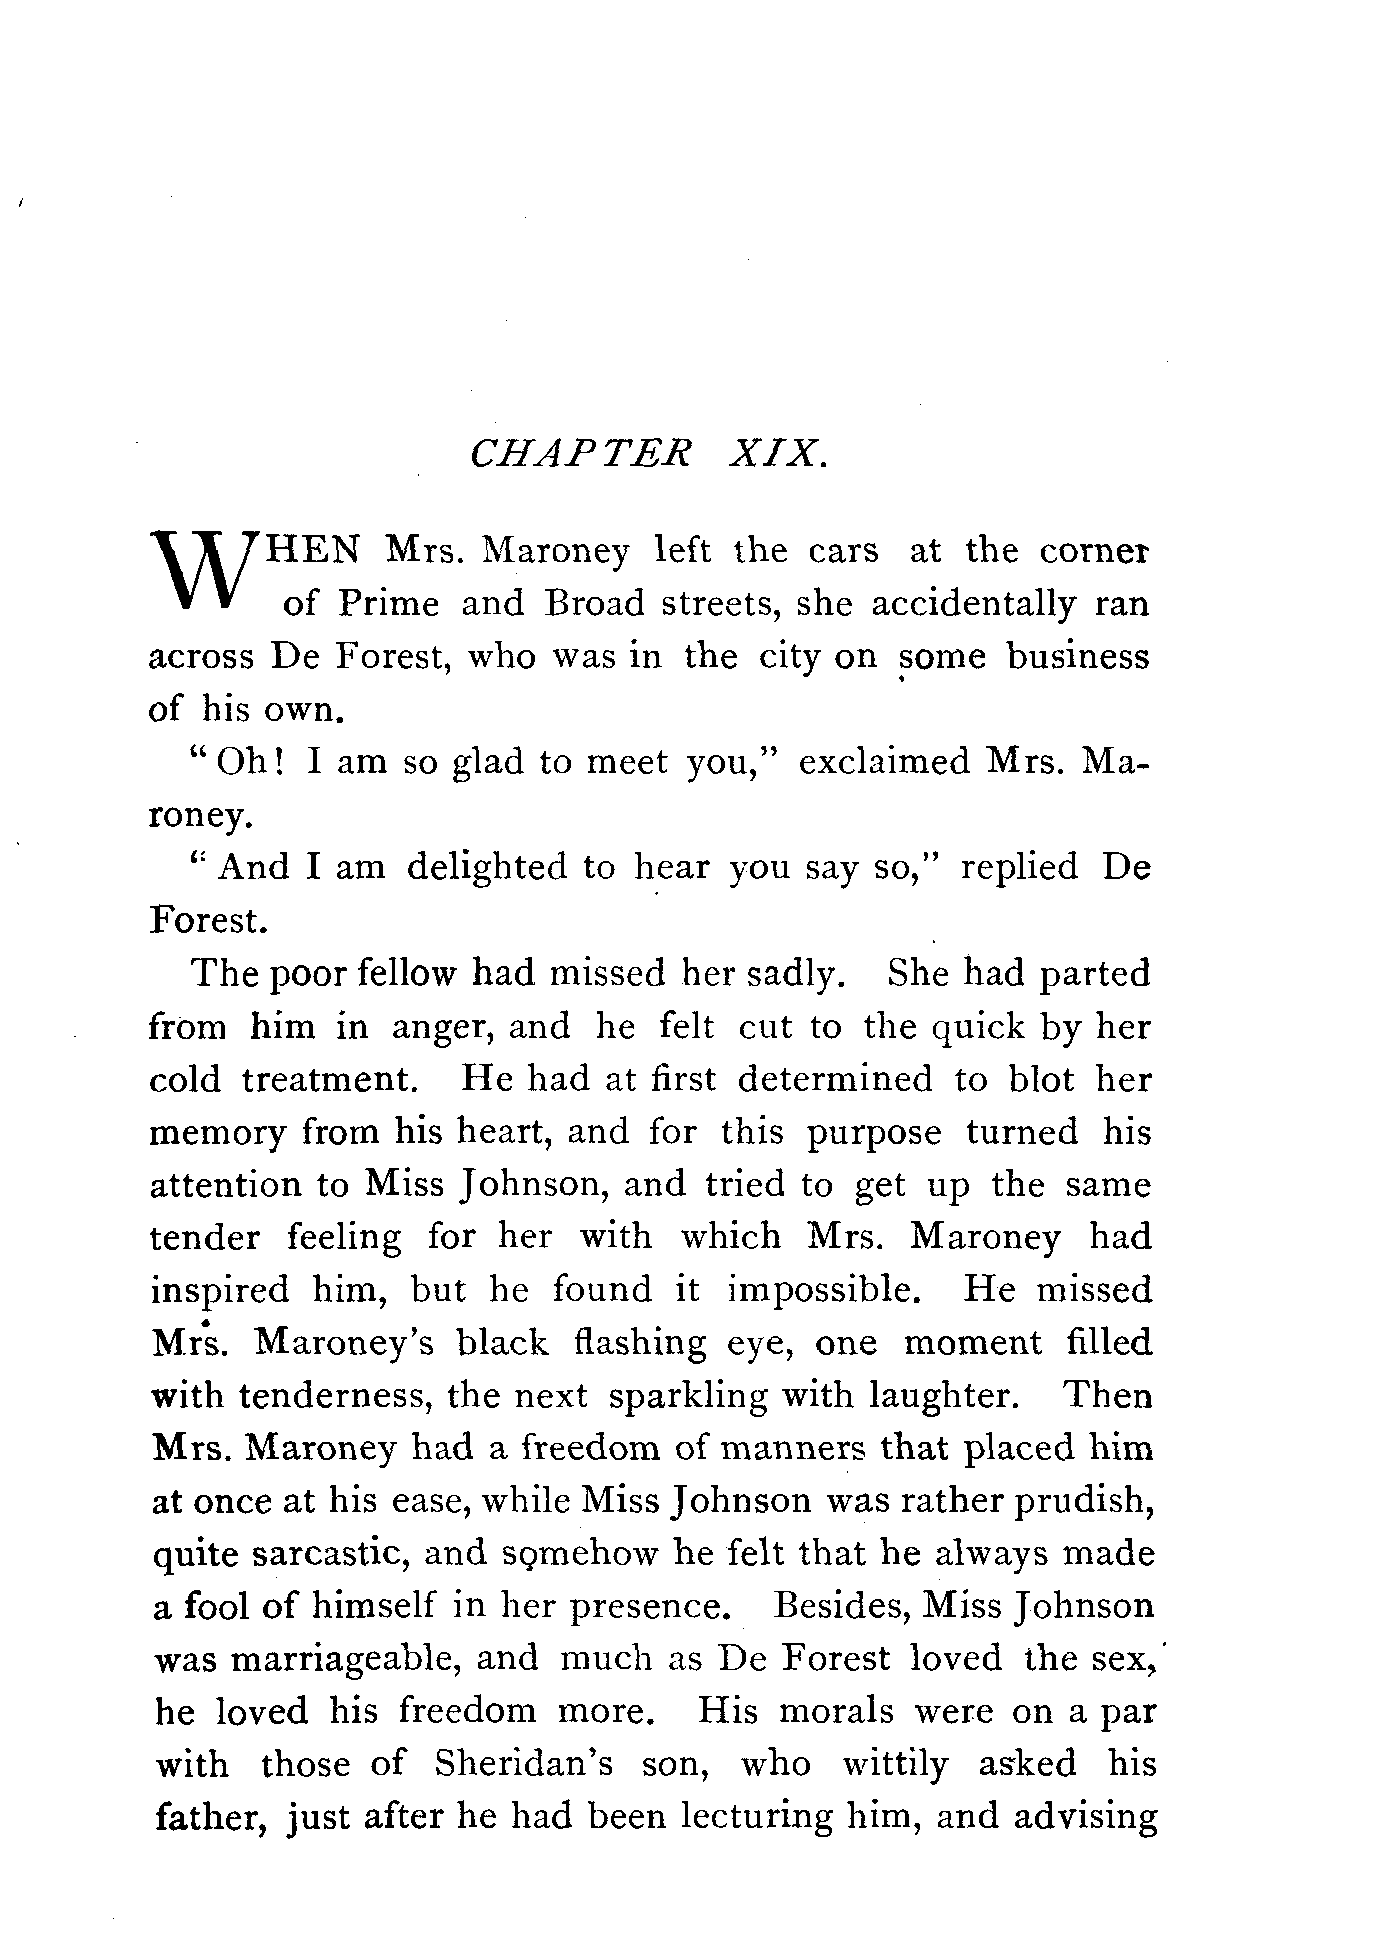 CHAPTER XIX.
WHEN Mrs. Maroney left the cars at the corner
of Prime and Broad streets, she accidentally ran
across De Forest, who was in the city on some business
of his own.
"Oh! I am so glad to meet you," exclaimed Mrs. Ma-
roney.
"And I am delighted to hear you say so," replied De
Forest.
The poor fellow had missed her sadly. She had parted
from him in anger, and he felt cut to the quick by her
cold treatment. He had at first determined to blot her
memory from his heart, and for this purpose turned his
attention to Miss Johnson, and tried to get up the same
tender feeling for her with which Mrs. Maroney had
inspired him, but he found it impossible. He missed
Mrs. Maroney's black flashing eye, one moment filled
with tenderness, the next sparkling with laughter. Then
Mrs. Maroney had a freedom of manners that placed him
at once at his ease, while Miss Johnson was rather prudish,
quite sarcastic, and somehow he felt that he always made
a fool of himself in her presence. Besides, Miss Johnson
was marriageable, and much as De Forest loved the sex,
he loved his freedom more. His morals were on a par
with those of Sheridan's son, who wittily asked his
father, just after he had been lecturing him, and advising